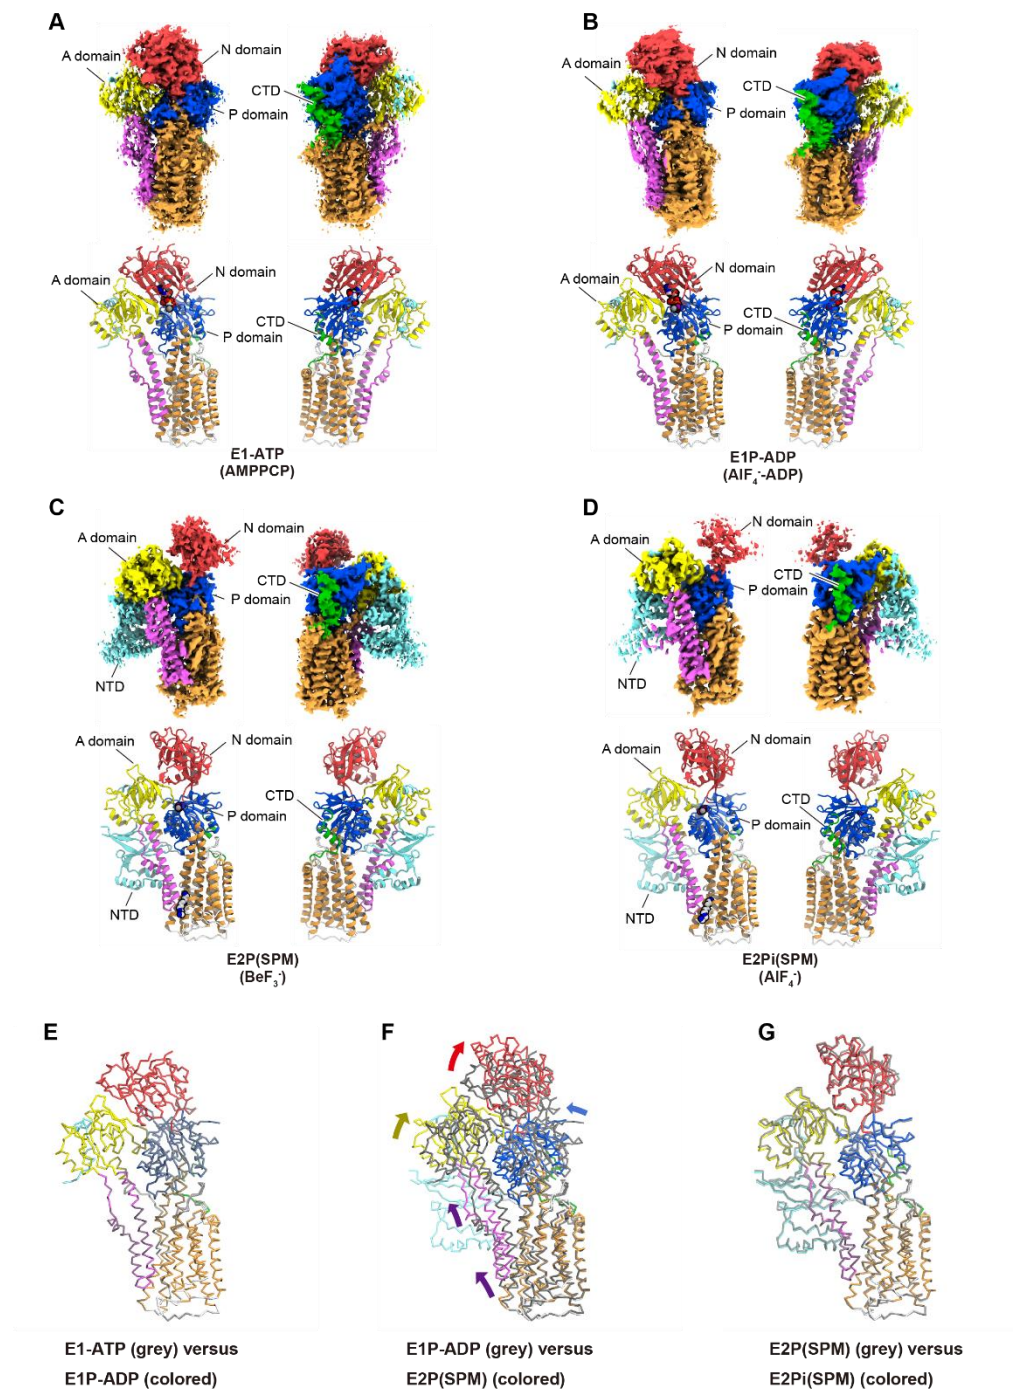 A
B
A domain
N domain
CTD
P domain
A domain
N domain
CTD
P domain
A domain
N domain
CTD
P domain
A domain
N domain
CTD
P domain
E1-ATP
(AMPPCP)
E1P-ADP
(AlF₄⁻-ADP)
C
D
A domain
N domain
CTD
P domain
NTD
A domain
N domain
CTD
P domain
NTD
A domain
N domain
CTD
P domain
NTD
A domain
N domain
CTD
P domain
NTD
E2P(SPM)
(BeF₃⁻)
E2Pi(SPM)
(AlF₄⁻)
E
F
G
E1-ATP (grey) versus
E1P-ADP (colored)
E1P-ADP (grey) versus
E2P(SPM) (colored)
E2P(SPM) (grey) versus
E2Pi(SPM) (colored)